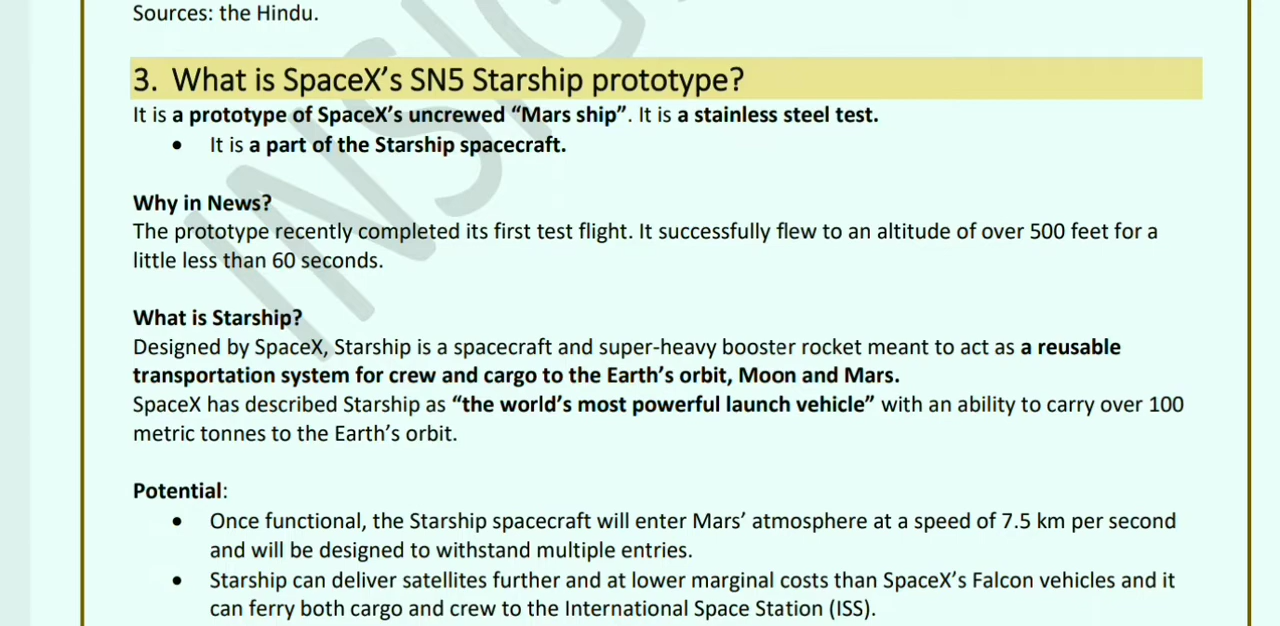 Sources: the Hindu.
3. What is SpaceX’s SN5 Starship prototype?
It is a prototype of SpaceX’s uncrewed “Mars ship”. It is a stainless steel test.
• It is a part of the Starship spacecraft.
Why in News?
The prototype recently completed its first test flight. It successfully flew to an altitude of over 500 feet for a
little less than 60 seconds.
What is Starship?
Designed by SpaceX, Starship is a spacecraft and super-heavy booster rocket meant to act as a reusable
transportation system for crew and cargo to the Earth’s orbit, Moon and Mars.
SpaceX has described Starship as “the world’s most powerful launch vehicle” with an ability to carry over 100
metric tonnes to the Earth’s orbit.
Potential:
• Once functional, the Starship spacecraft will enter Mars’ atmosphere at a speed of 7.5 km per second
and will be designed to withstand multiple entries.
• Starship can deliver satellites further and at lower marginal costs than SpaceX’s Falcon vehicles and it
can ferry both cargo and crew to the International Space Station (ISS).